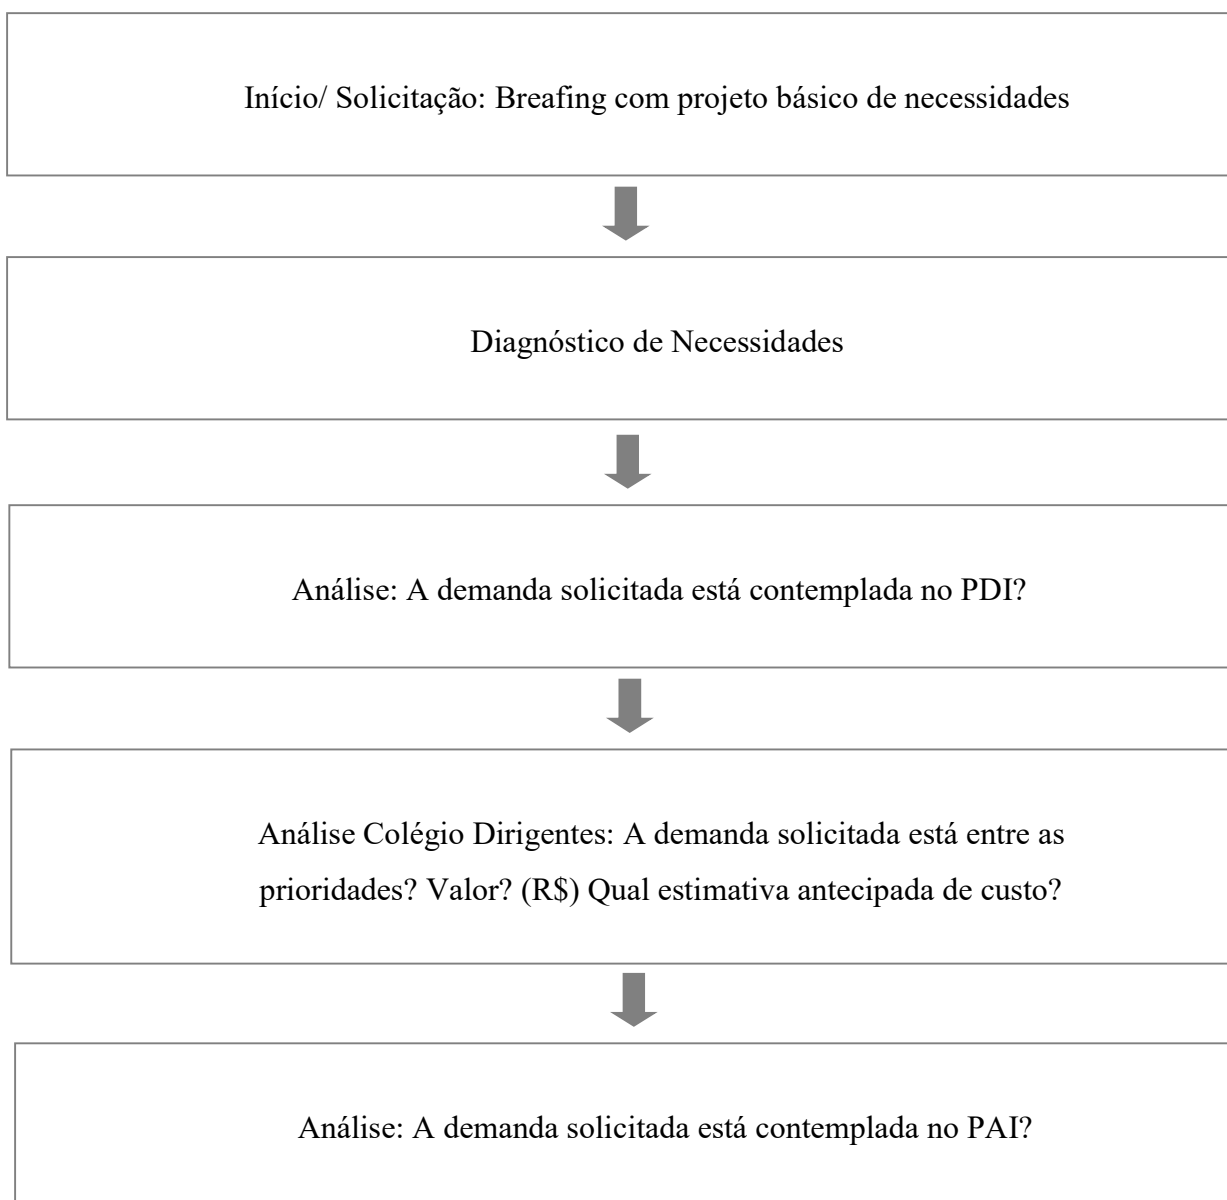 Início/ Solicitação: Breafing com projeto básico de necessidades
Diagnóstico de Necessidades
Análise: A demanda solicitada está contemplada no PDI?
Análise Colégio Dirigentes: A demanda solicitada está entre as
prioridades? Valor? (R$) Qual estimativa antecipada de custo?
Análise: A demanda solicitada está contemplada no PAI?